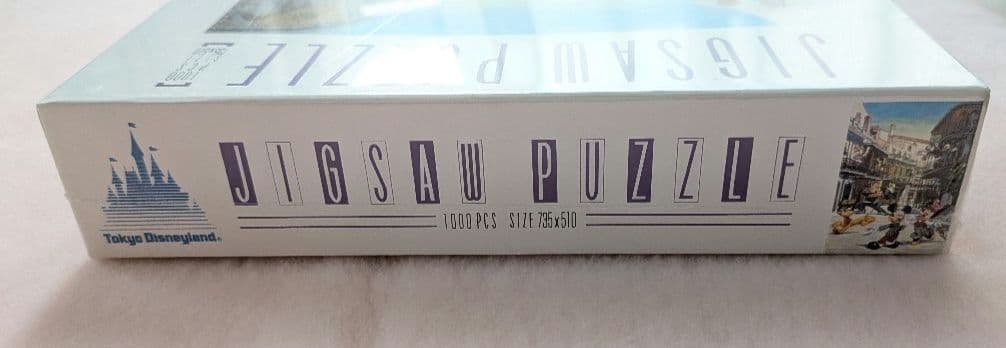 JIGSAW PUZZLE
JIGSAW PUZZLE
1000 PCS SIZE 735x510
Tokyo Disneyland®